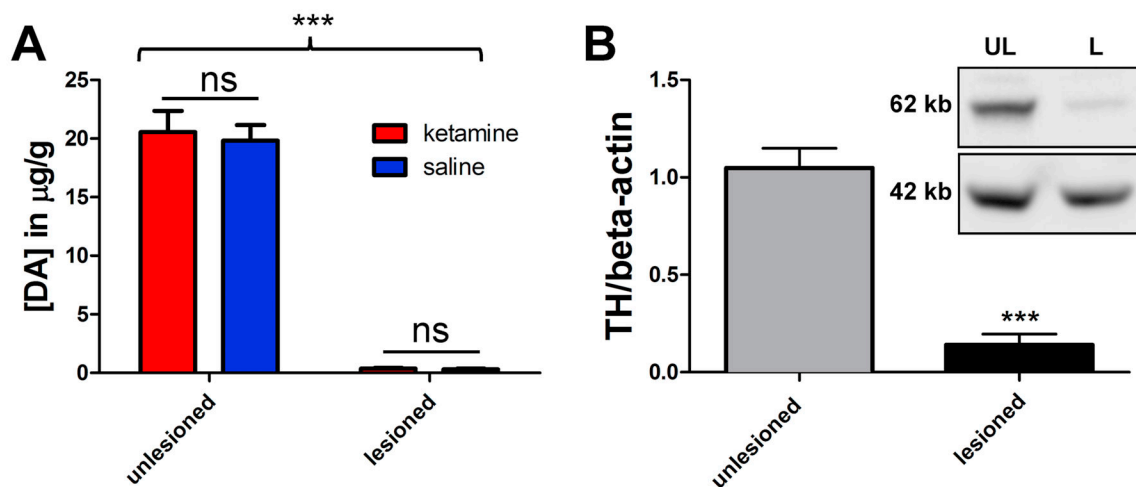 A
***
[DA] in µg/g
25
20
15
10
5
0
ns
ns
ketamine
saline
unlesioned
lesioned
B
TH/beta-actin
1.5
1.0
0.5
0.0
UL L
62 kb
42 kb
***
unlesioned
lesioned